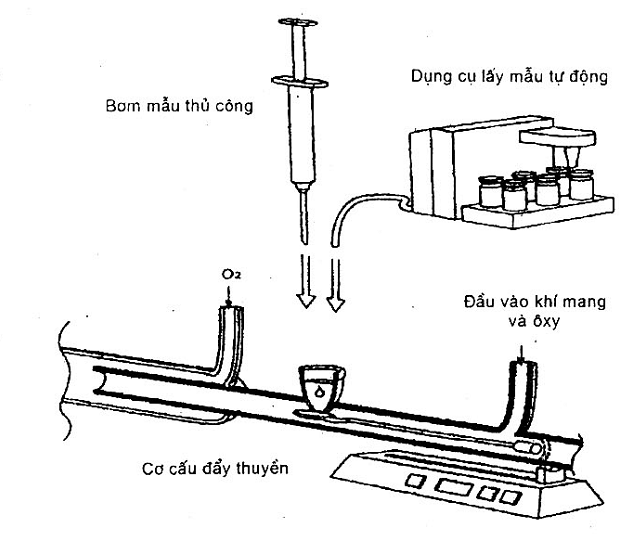 Dụng cụ lấy mẫu tự động
Bơm mẫu thủ công
O₂
Đầu vào khí mang
và ôxy
Cơ cấu đẩy thuyền